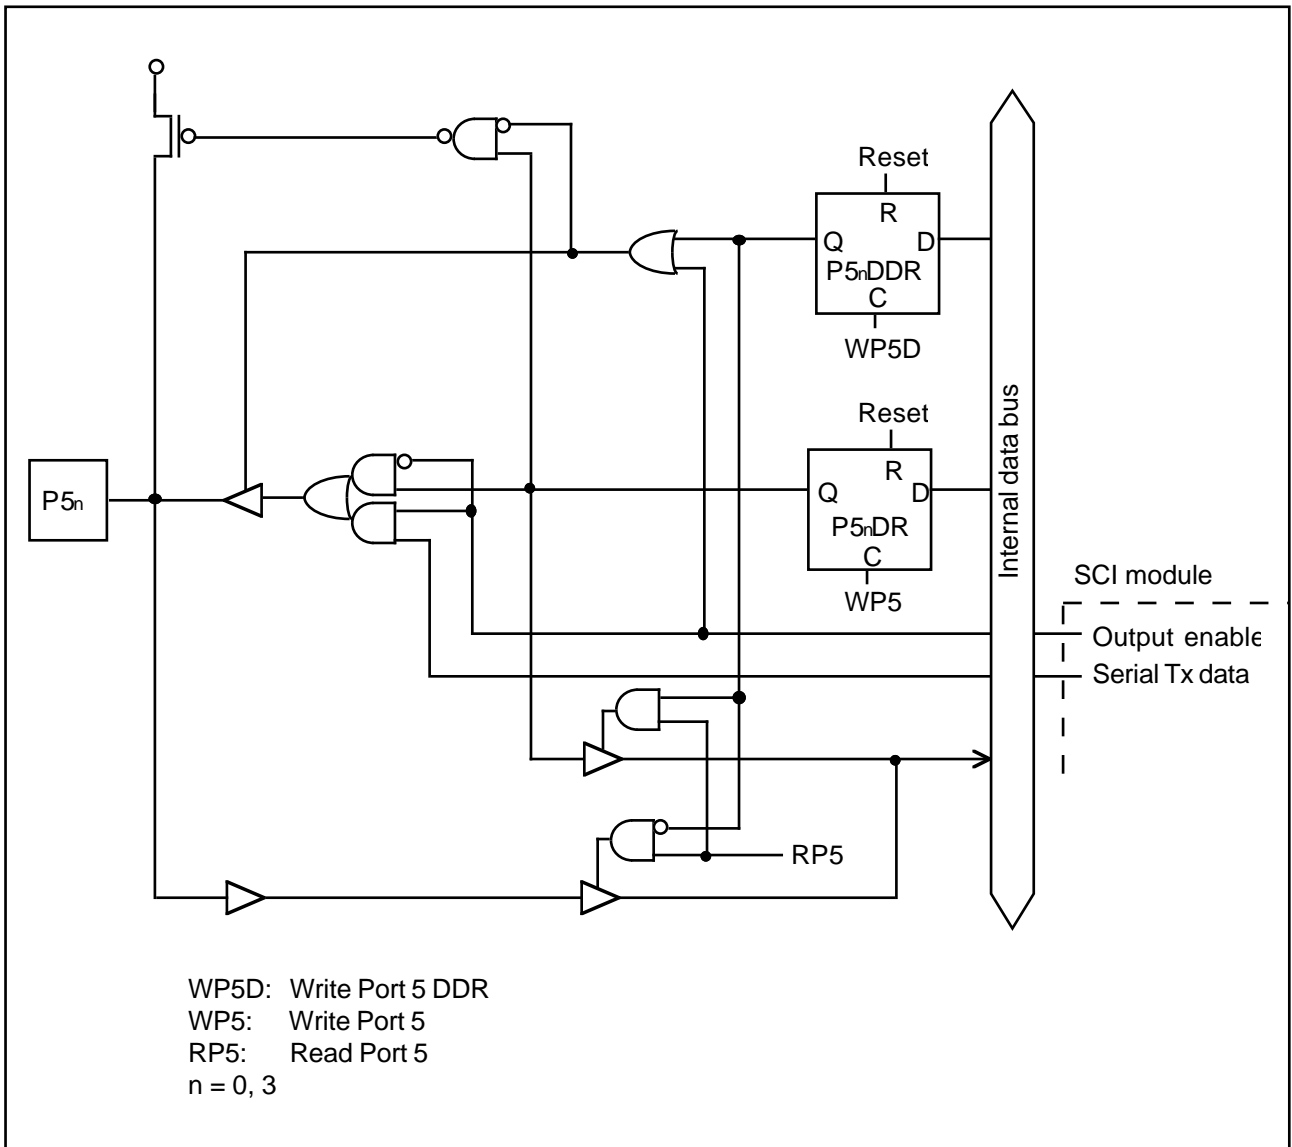 Reset
R
Q D
P5nDDR
C
WP5D
Internal data bus
Reset
R
Q D
P5nDR
C
WP5
P5n
SCI module
Output enable
Serial Tx data
RP5
WP5D: Write Port 5 DDR
WP5: Write Port 5
RP5: Read Port 5
n = 0, 3